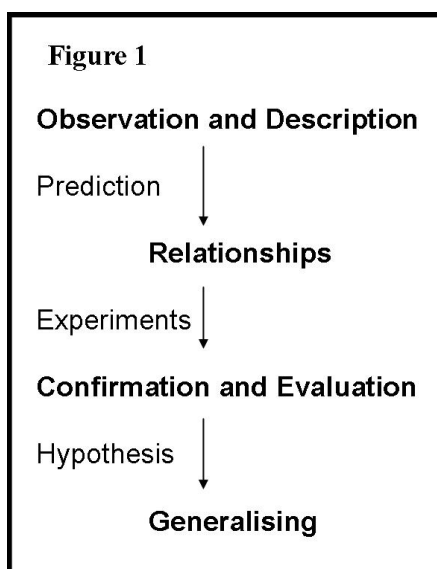 Figure 1
Observation and Description
Prediction
Relationships
Experiments
Confirmation and Evaluation
Hypothesis
Generalising